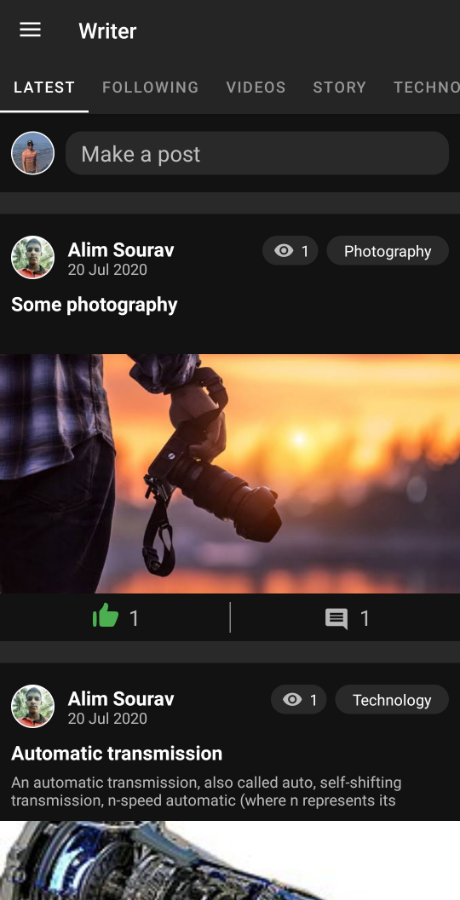 Writer
LATEST FOLLOWING VIDEOS STORY TECHNO
Make a post
Alim Sourav
20 Jul 2020
1
Photography
Some photography
1
1
Alim Sourav
20 Jul 2020
1
Technology
Automatic transmission
An automatic transmission, also called auto, self-shifting
transmission, n-speed automatic (where n represents its